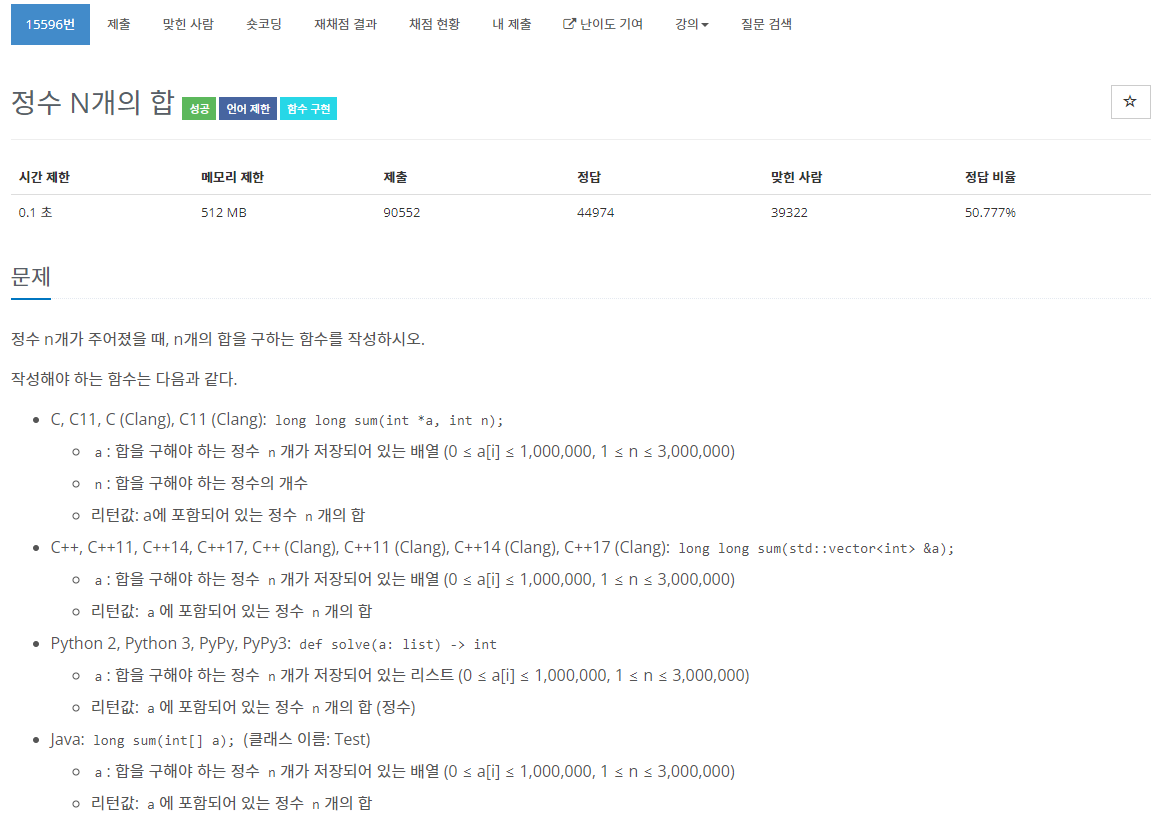 15596번 제출 맞힌 사람 숏코딩 재채점 결과 채점 현황 내 제출 난이도 기여 강의 질문 검색
정수 N개의 합 성공 언어 제한 함수 구현
시간 제한 메모리 제한 제출 정답 맞힌 사람 정답 비율
0.1 초 512 MB 90552 44974 39322 50.777%
문제
정수 n개가 주어졌을 때, n개의 합을 구하는 함수를 작성하시오.
작성해야 하는 함수는 다음과 같다.
C, C11, C (Clang), C11 (Clang): long long sum(int *a, int n);
a : 합을 구해야 하는 정수 n 개가 저장되어 있는 배열 (0 ≤ a[i] ≤ 1,000,000, 1 ≤ n ≤ 3,000,000)
n : 합을 구해야 하는 정수의 개수
리턴값: a에 포함되어 있는 정수 n 개의 합
C++, C++11, C++14, C++17, C++ (Clang), C++11 (Clang), C++14 (Clang), C++17 (Clang): long long sum(std::vector<int> &a);
a : 합을 구해야 하는 정수 n 개가 저장되어 있는 배열 (0 ≤ a[i] ≤ 1,000,000, 1 ≤ n ≤ 3,000,000)
리턴값: a 에 포함되어 있는 정수 n 개의 합
Python 2, Python 3, PyPy, PyPy3: def solve(a: list) -> int
a : 합을 구해야 하는 정수 n 개가 저장되어 있는 리스트 (0 ≤ a[i] ≤ 1,000,000, 1 ≤ n ≤ 3,000,000)
리턴값: a 에 포함되어 있는 정수 n 개의 합 (정수)
Java: long sum(int[] a); (클래스 이름: Test)
a : 합을 구해야 하는 정수 n 개가 저장되어 있는 배열 (0 ≤ a[i] ≤ 1,000,000, 1 ≤ n ≤ 3,000,000)
리턴값: a 에 포함되어 있는 정수 n 개의 합